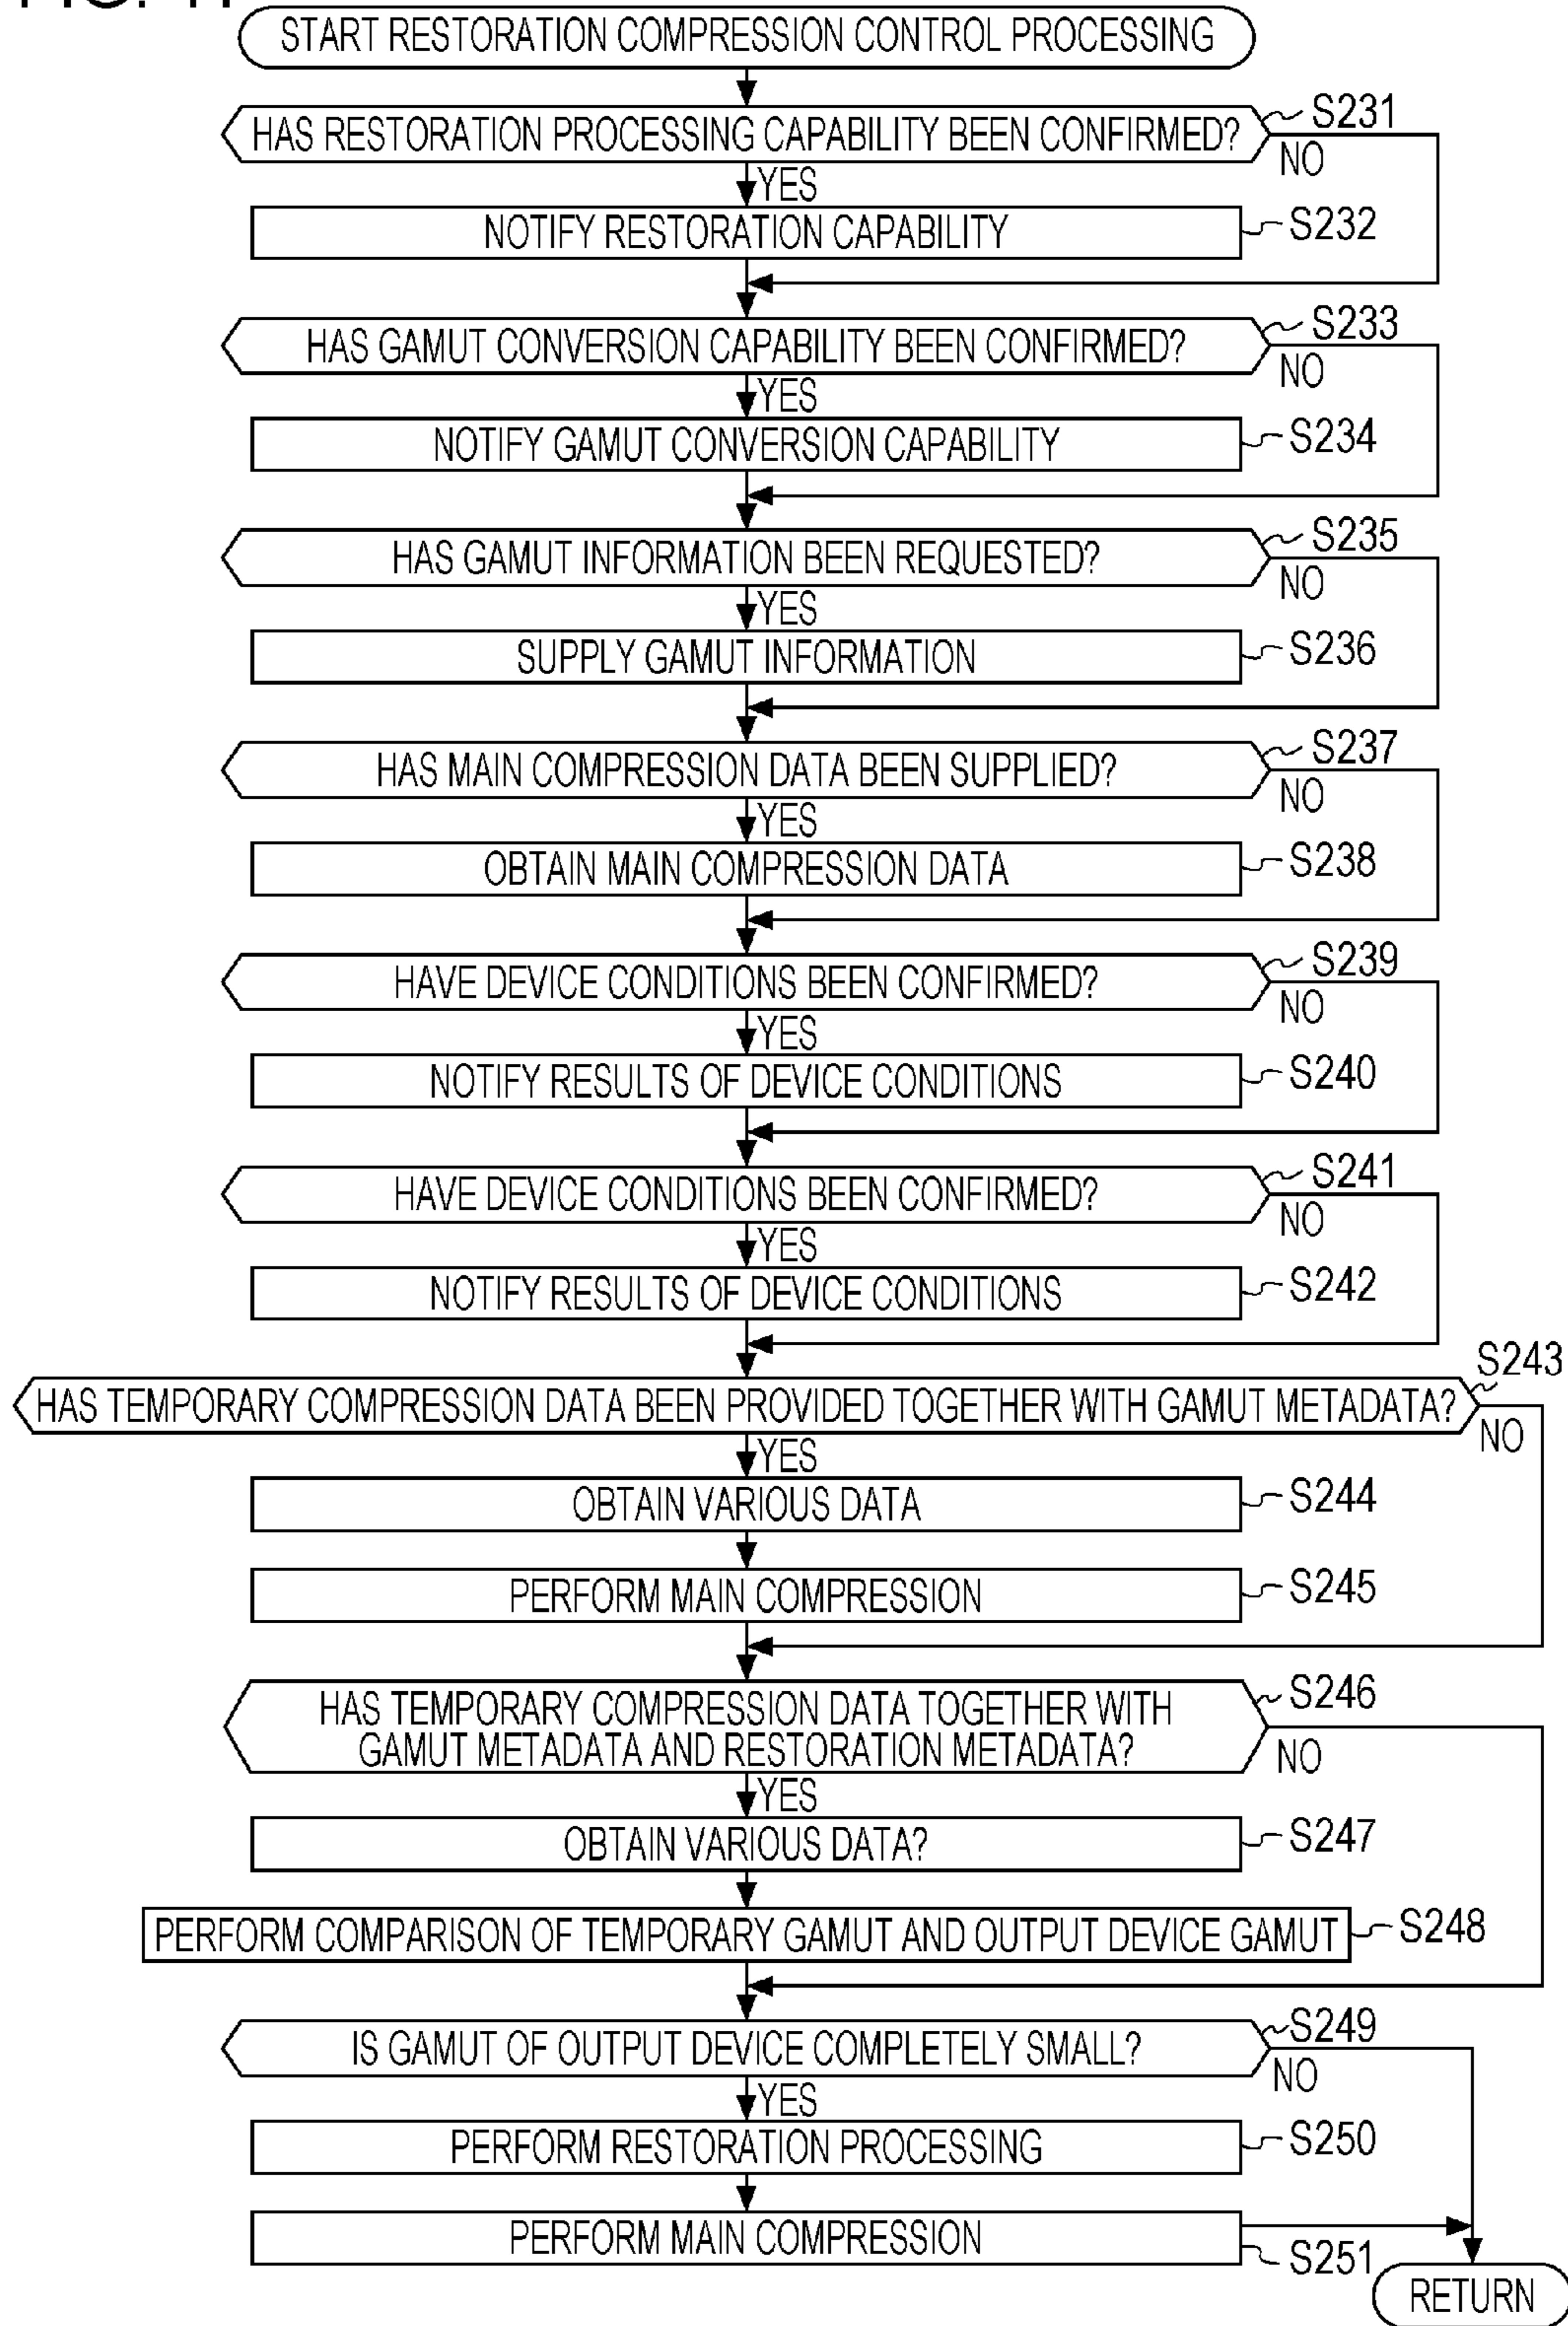 START RESTORATION COMPRESSION CONTROL PROCESSING
HAS RESTORATION PROCESSING CAPABILITY BEEN CONFIRMED?
S231
NO
YES
NOTIFY RESTORATION CAPABILITY
S232
HAS GAMUT CONVERSION CAPABILITY BEEN CONFIRMED?
S233
NO
YES
NOTIFY GAMUT CONVERSION CAPABILITY
S234
HAS GAMUT INFORMATION BEEN REQUESTED?
S235
NO
YES
SUPPLY GAMUT INFORMATION
S236
HAS MAIN COMPRESSION DATA BEEN SUPPLIED?
S237
NO
YES
OBTAIN MAIN COMPRESSION DATA
S238
HAVE DEVICE CONDITIONS BEEN CONFIRMED?
S239
NO
YES
NOTIFY RESULTS OF DEVICE CONDITIONS
S240
HAVE DEVICE CONDITIONS BEEN CONFIRMED?
S241
NO
YES
NOTIFY RESULTS OF DEVICE CONDITIONS
S242
HAS TEMPORARY COMPRESSION DATA BEEN PROVIDED TOGETHER WITH GAMUT METADATA?
S243
NO
YES
OBTAIN VARIOUS DATA
S244
PERFORM MAIN COMPRESSION
S245
HAS TEMPORARY COMPRESSION DATA TOGETHER WITH
GAMUT METADATA AND RESTORATION METADATA?
S246
NO
YES
OBTAIN VARIOUS DATA?
S247
PERFORM COMPARISON OF TEMPORARY GAMUT AND OUTPUT DEVICE GAMUT
S248
IS GAMUT OF OUTPUT DEVICE COMPLETELY SMALL?
S249
NO
YES
PERFORM RESTORATION PROCESSING
S250
PERFORM MAIN COMPRESSION
S251
RETURN